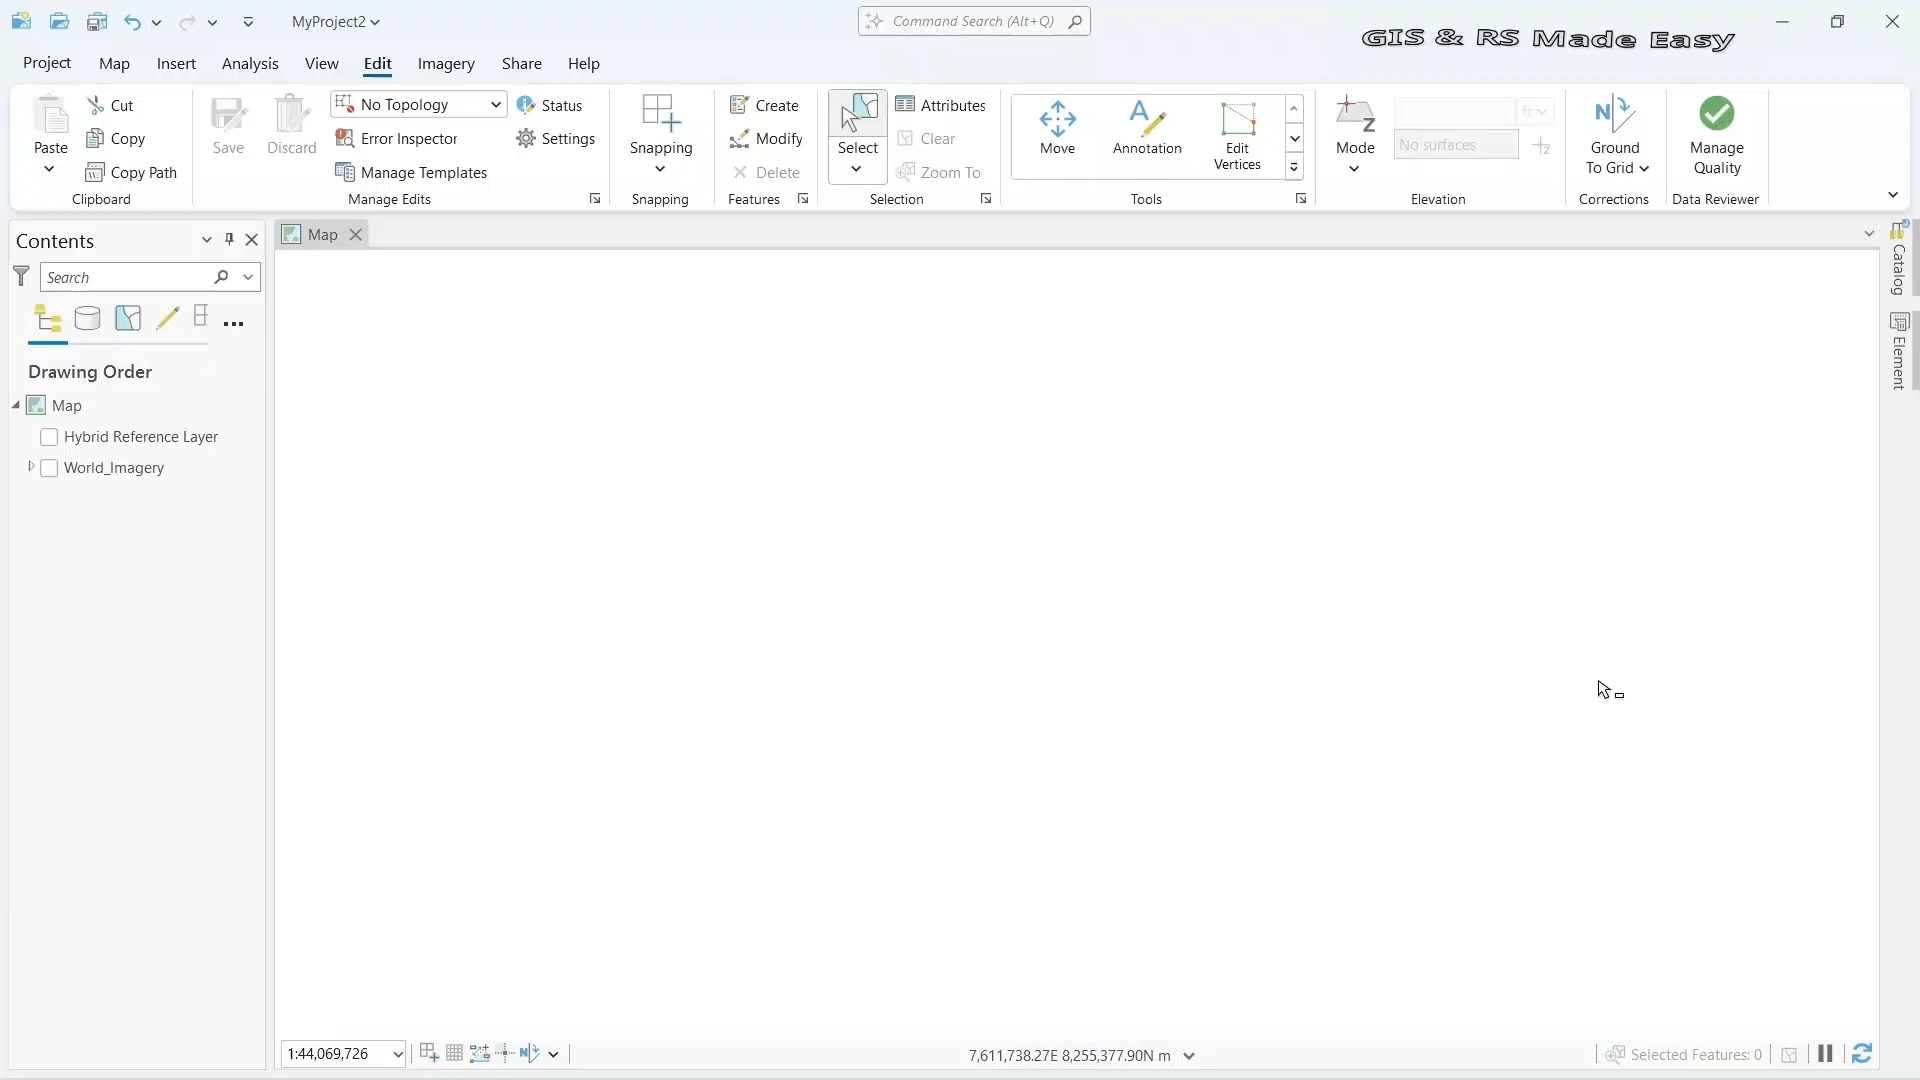 MyProject2
Command Search (Alt+Q)
GIS & RS Made Easy
Project Map Insert Analysis View Edit Imagery Share Help
Paste
Cut
Copy
Copy Path
Clipboard
Save
Discard
No Topology
Error Inspector
Manage Templates
Status
Settings
Manage Edits
Snapping
Snapping
Create
Modify
Delete
Features
Select
Attributes
Clear
Zoom To
Selection
Move
Annotation
Edit
Vertices
Tools
Mode
ft
No surfaces
Elevation
Ground
To Grid
Corrections
Manage
Quality
Data Reviewer
Contents
Search
Drawing Order
Map
Hybrid Reference Layer
World_Imagery
Map
Catalog
Element
1:44,069,726
7,611,738.27E 8,255,377.90N m
Selected Features: 0